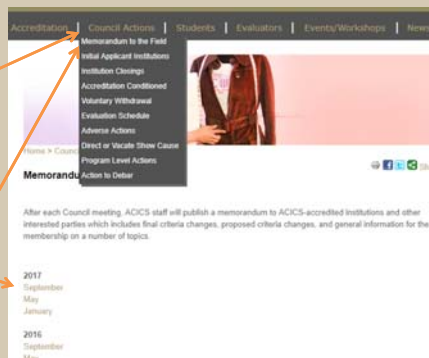 Accreditation | Council Actions | Students | Evaluators | Events/Workshops | News
Memorandum to the Field
Initial Applicant Institutions
Institution Closings
Accreditation Conditioned
Voluntary Withdrawal
Evaluation Schedule
Adverse Actions
Direct or Vacate Show Cause
Program Level Actions
Action to Debar
Home > Counc
Memorandu
After each Council meeting, ACICS staff will publish a memorandum to ACICS-accredited institutions and other
interested parties which includes final criteria changes, proposed criteria changes, and general information for the
membership on a number of topics.
2017
September
May
January
2016
September
May